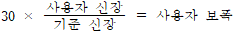 30 × 사용자 신장 / 기준 신장 = 사용자 보폭